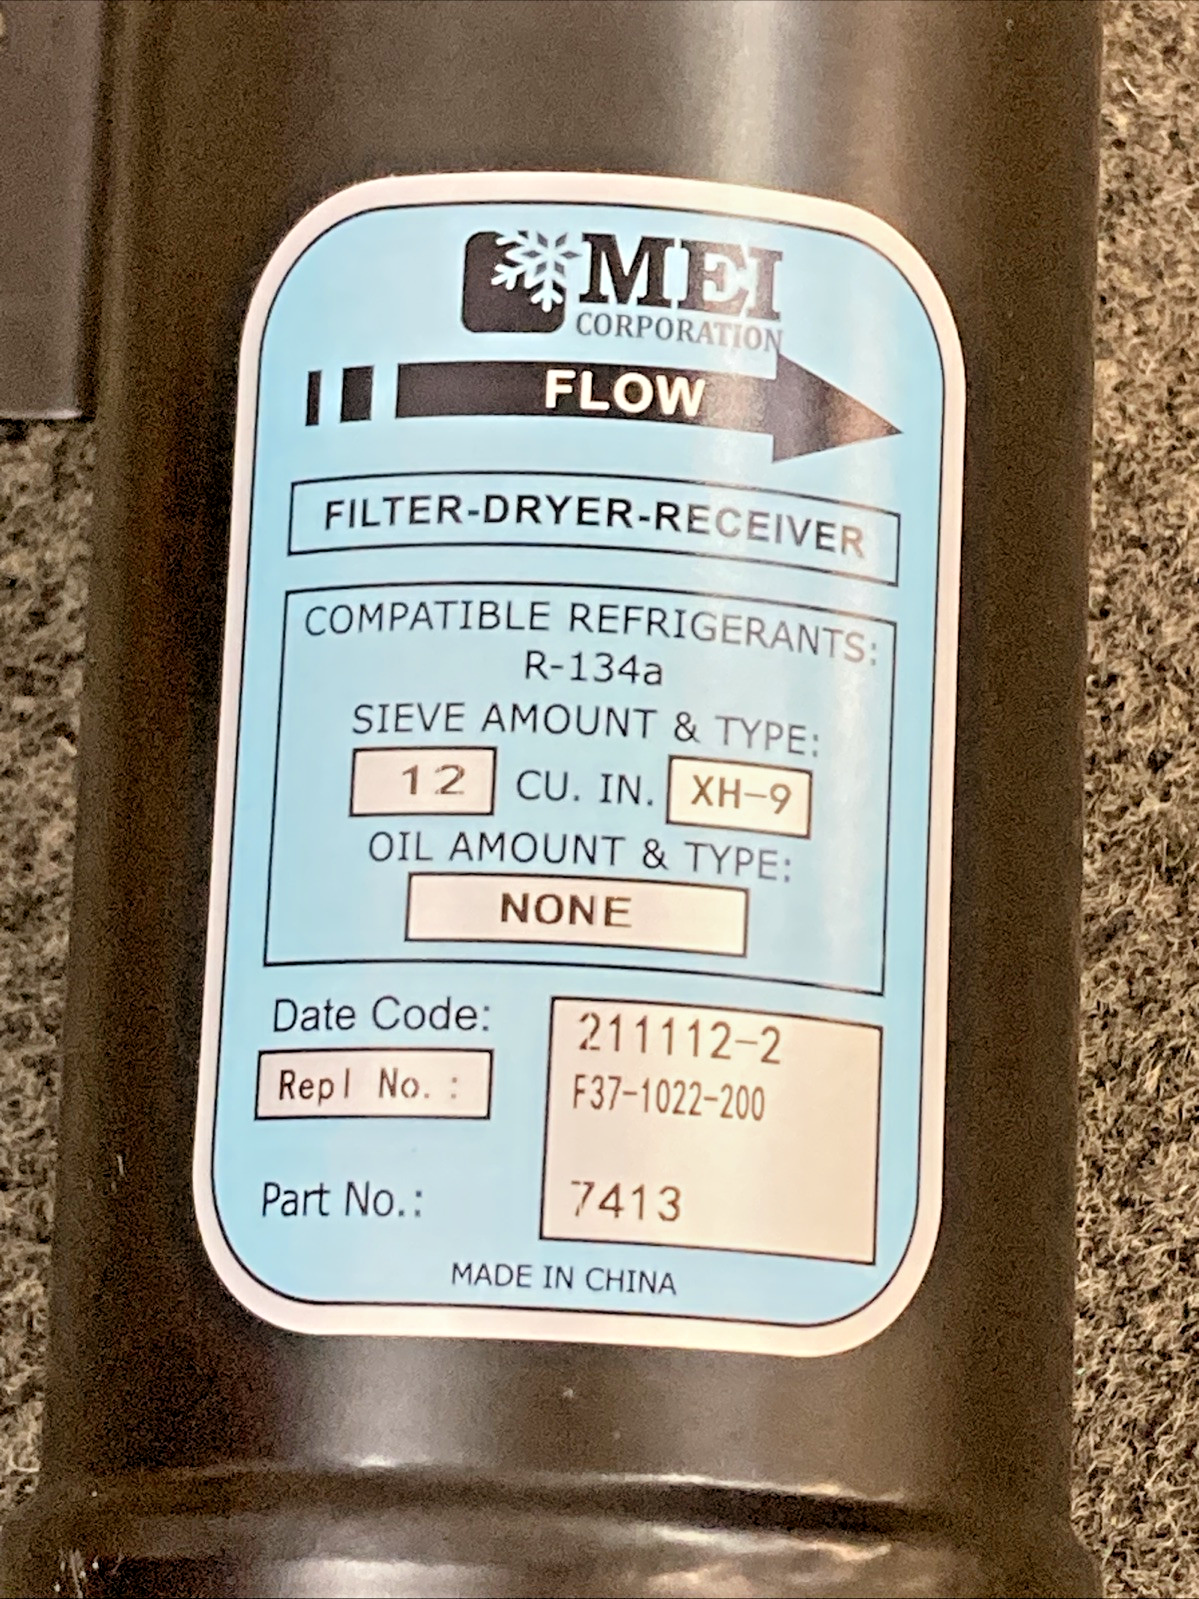 MEI
CORPORATION
FLOW
FILTER-DRYER-RECEIVER
COMPATIBLE REFRIGERANTS:
R-134a
SIEVE AMOUNT & TYPE:
12 CU. IN. XH-9
OIL AMOUNT & TYPE:
NONE
Date Code: 211112-2
Repl No. : F37-1022-200
Part No.: 7413
MADE IN CHINA